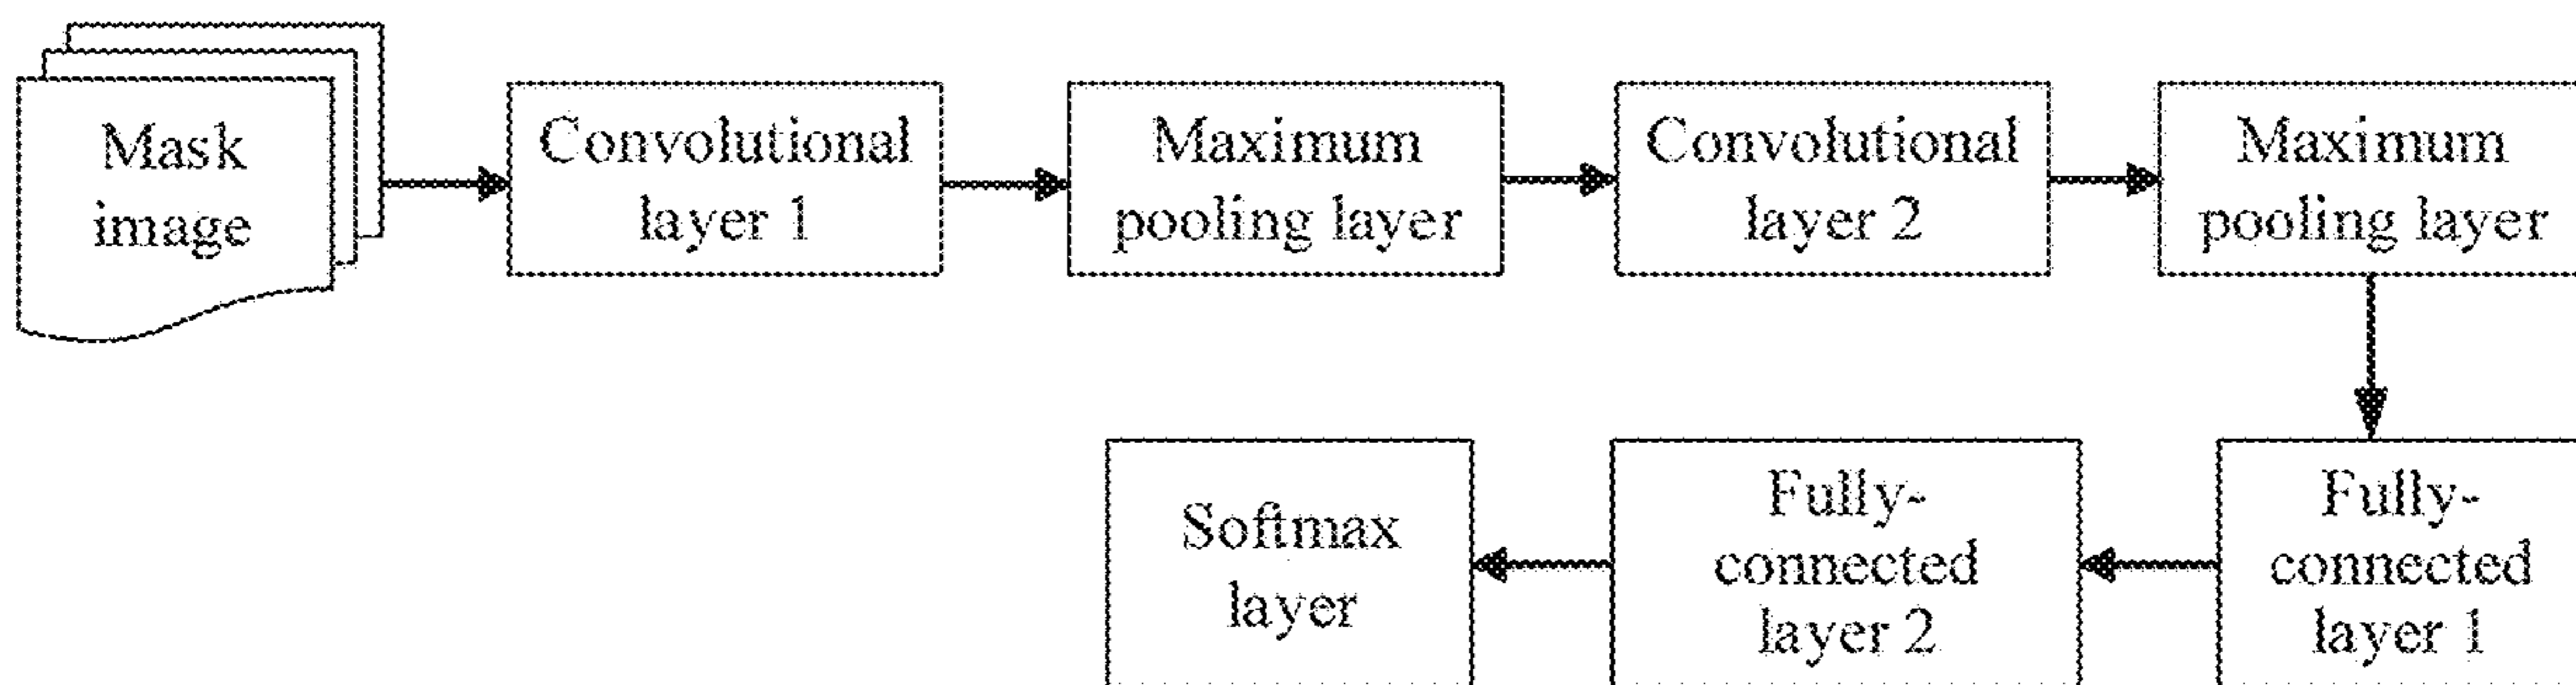 Mask
image
Convolutional
layer 1
Maximum
pooling layer
Convolutional
layer 2
Maximum
pooling layer
Fully-
connected
layer 1
Fully-
connected
layer 2
Softmax
layer